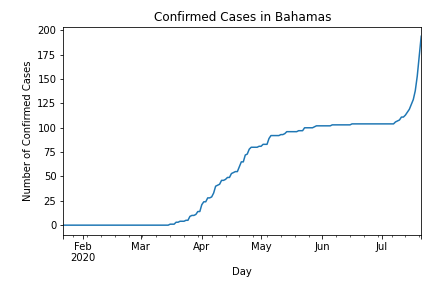 Confirmed Cases in Bahamas
Number of Confirmed Cases
200
175
150
125
100
75
50
25
0
Feb Mar Apr May Jun Jul
2020
Day